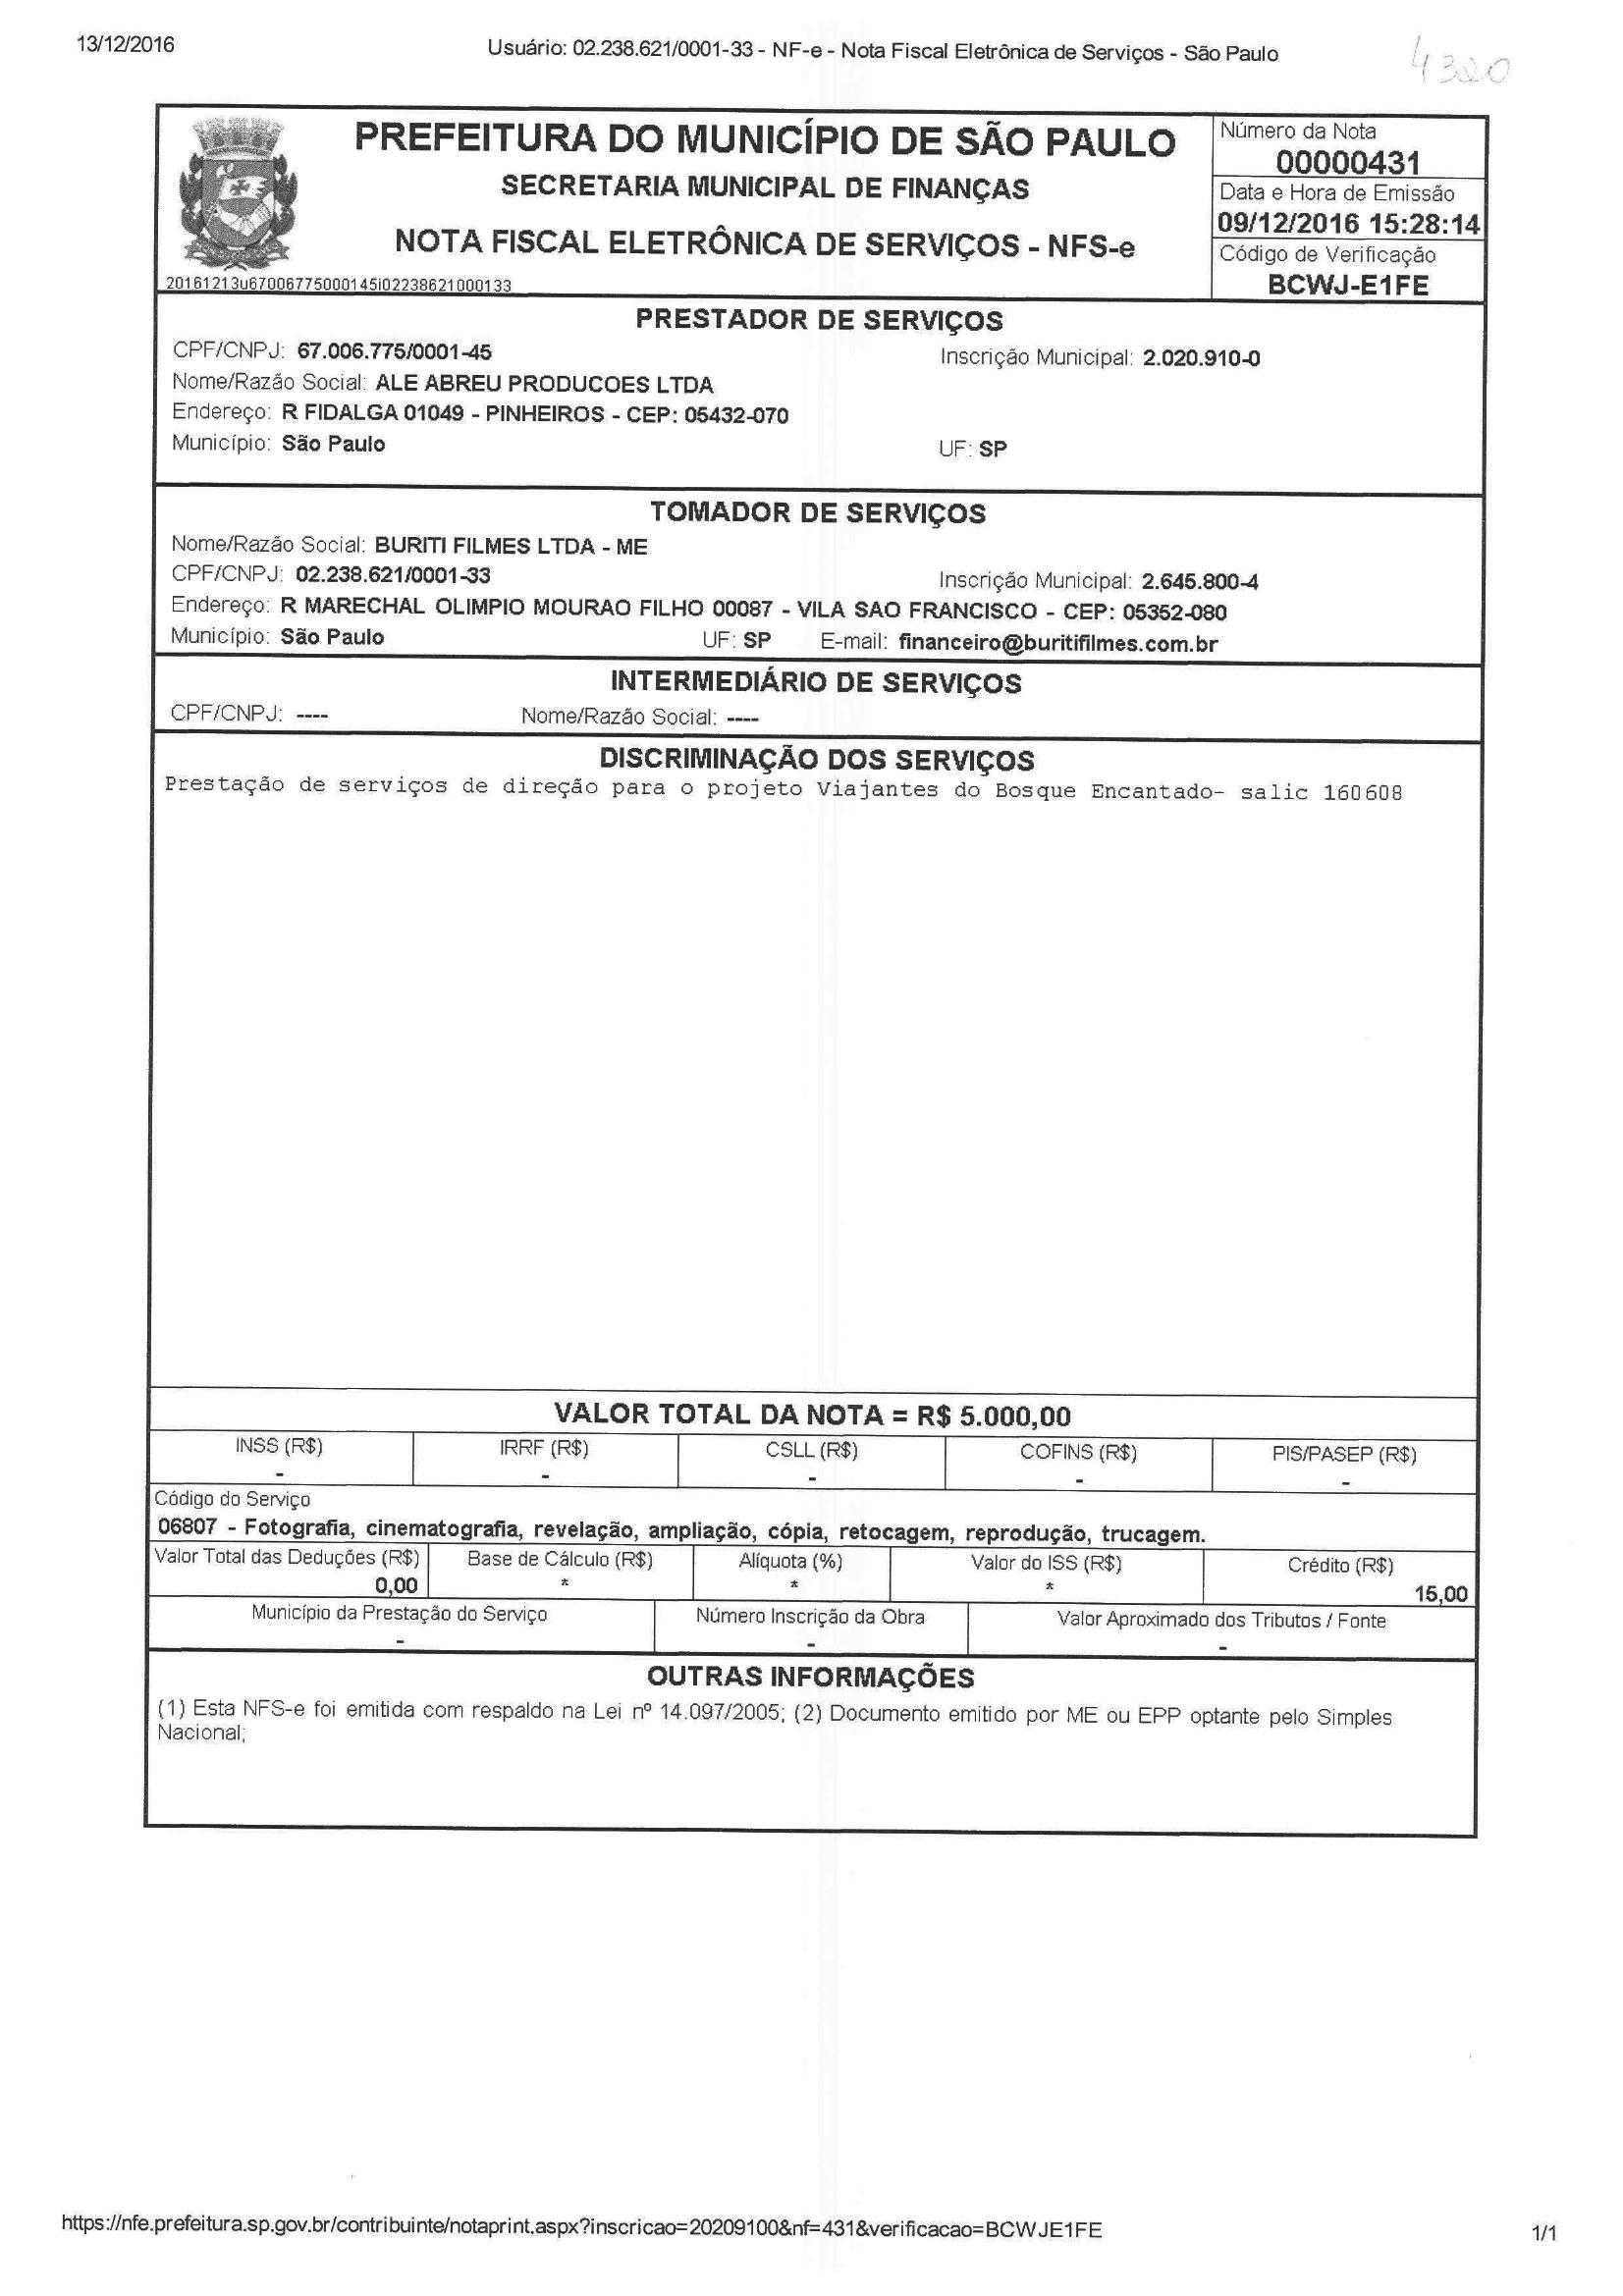 13/12/2016
Usuário: 02.238.621/0001-33 - NF-e - Nota Fiscal Eletrônica de Serviços - São Paulo
4320
PREFEITURA DO MUNICÍPIO DE SÃO PAULO
SECRETARIA MUNICIPAL DE FINANÇAS
NOTA FISCAL ELETRÔNICA DE SERVIÇOS - NFS-e
20161213u67006775000145i02238621000133
Número da Nota
00000431
Data e Hora de Emissão
09/12/2016 15:28:14
Código de Verificação
BCWJ-E1FE
PRESTADOR DE SERVIÇOS
CPF/CNPJ: 67.006.775/0001-45 Inscrição Municipal: 2.020.910-0
Nome/Razão Social: ALE ABREU PRODUCOES LTDA
Endereço: R FIDALGA 01049 - PINHEIROS - CEP: 05432-070
Município: São Paulo UF: SP
TOMADOR DE SERVIÇOS
Nome/Razão Social: BURITI FILMES LTDA - ME
CPF/CNPJ: 02.238.621/0001-33 Inscrição Municipal: 2.645.800-4
Endereço: R MARECHAL OLIMPIO MOURAO FILHO 00087 - VILA SAO FRANCISCO - CEP: 05352-080
Município: São Paulo UF: SP E-mail: financeiro@buritifilmes.com.br
INTERMEDIÁRIO DE SERVIÇOS
CPF/CNPJ: ---- Nome/Razão Social: ----
DISCRIMINAÇÃO DOS SERVIÇOS
Prestação de serviços de direção para o projeto Viajantes do Bosque Encantado- salic 160608
VALOR TOTAL DA NOTA = R$ 5.000,00
INSS (R$) IRRF (R$) CSLL (R$) COFINS (R$) PIS/PASEP (R$)
- - - - -
Código do Serviço
06807 - Fotografia, cinematografia, revelação, ampliação, cópia, retocagem, reprodução, trucagem.
Valor Total das Deduções (R$) Base de Cálculo (R$) Alíquota (%) Valor do ISS (R$) Crédito (R$)
0,00 * * * 15,00
Município da Prestação do Serviço Número Inscrição da Obra Valor Aproximado dos Tributos / Fonte
- - -
OUTRAS INFORMAÇÕES
(1) Esta NFS-e foi emitida com respaldo na Lei nº 14.097/2005; (2) Documento emitido por ME ou EPP optante pelo Simples
Nacional;
https://nfe.prefeitura.sp.gov.br/contribuinte/notaprint.aspx?inscricao=20209100&nf=431&verificacao=BCWJE1FE
1/1